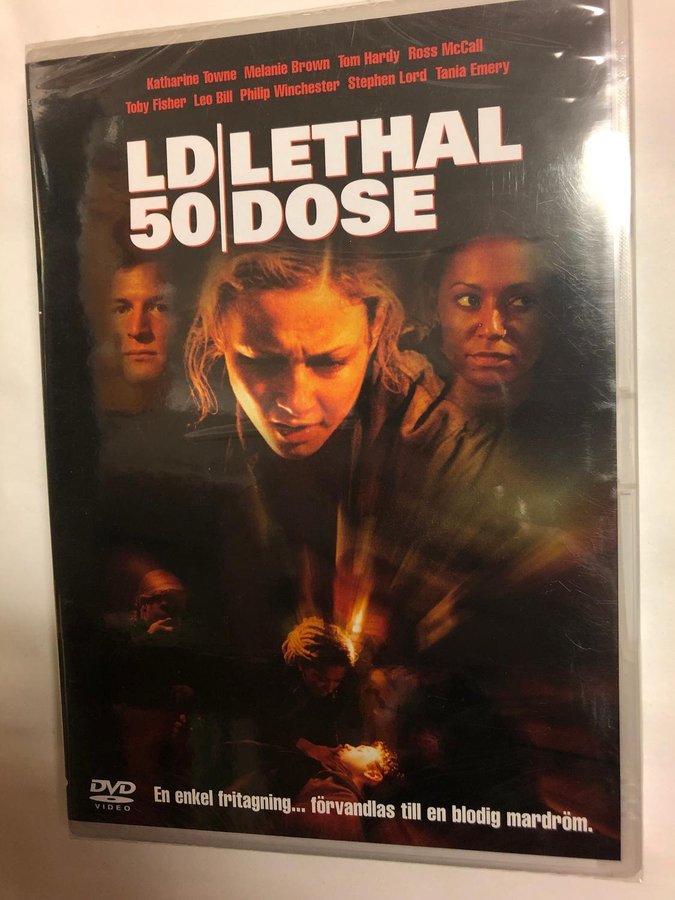 Katharine Towne Melanie Brown Tom Hardy Ross McCall
Toby Fisher Leo Bill Philip Winchester Stephen Lord Tania Emery
LD LETHAL
50 DOSE
DVD
VIDEO
En enkel fritagning... förvandlas till en blodig mardröm.